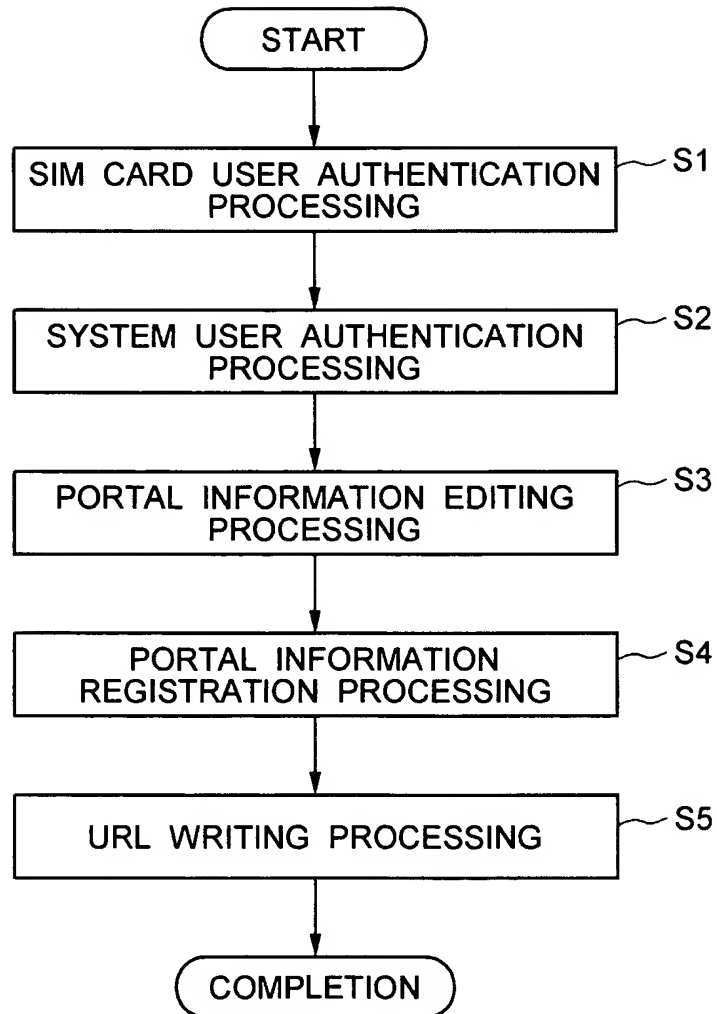 START
SIM CARD USER AUTHENTICATION
PROCESSING
S1
SYSTEM USER AUTHENTICATION
PROCESSING
S2
PORTAL INFORMATION EDITING
PROCESSING
S3
PORTAL INFORMATION
REGISTRATION PROCESSING
S4
URL WRITING PROCESSING
S5
COMPLETION